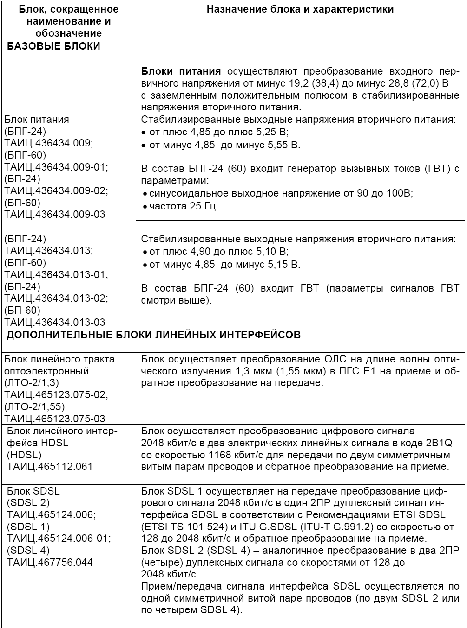 Блок, сокращенное
наименование и
обозначение
Назначение блока и характеристики
БАЗОВЫЕ БЛОКИ
Блоки питания осуществляют преобразование входного пер-
вичного напряжения от минус 19,2 (38,4) до минус 28,8 (72,0) В
с заземленным положительным полюсом в стабилизированные
напряжения вторичного питания.
Блок питания
(БПГ-24)
ТАИЦ.436434.009;
(БПГ-60)
ТАИЦ.436434.009-01;
(БП-24)
ТАИЦ.436434.009-02;
(БП-60)
ТАИЦ.436434.009-03
Стабилизированные выходные напряжения вторичного питания:
• от плюс 4,85 до плюс 5,25 В;
• от минус 4,85 до минус 5,55 В.
В состав БПГ-24 (60) входит генератор вызывных токов (ГВТ) с
параметрами:
• синусоидальное выходное напряжение от 90 до 100В;
• частота 25 Гц
(БПГ-24)
ТАИЦ.436434.013;
(БПГ-60)
ТАИЦ.436434.013-01,
(БП-24)
ТАИЦ.436434.013-02;
(БП-60)
ТАИЦ.436434.013-03
Стабилизированные выходные напряжения вторичного питания:
• от плюс 4,90 до плюс 5,10 В;
• от минус 4,85 до минус 5,15 В.
В состав БПГ-24 (60) входит ГВТ (параметры сигналов ГВТ
смотри выше).
ДОПОЛНИТЕЛЬНЫЕ БЛОКИ ЛИНЕЙНЫХ ИНТЕРФЕЙСОВ
Блок линейного тракта
оптоэлектронный
(ЛТО-2/1,3)
ТАИЦ.465123.075-02,
(ЛТО-2/1,55)
ТАИЦ.465123.075-03
Блок осуществляет преобразование ОЛС на длине волны опти-
ческого излучения 1,3 мкм (1,55 мкм) в ПГС Е1 на приеме и об-
ратное преобразование на передаче.
Блок линейного интер-
фейса HDSL
(HDSL)
ТАИЦ.465112.061
Блок осуществляет преобразование цифрового сигнала
2048 кбит/с в два электрических линейных сигнала в коде 2B1Q
со скоростью 1168 кбит/с для передачи по двум симметричным
витым парам проводов и обратное преобразование на приеме.
Блок SDSL
(SDSL 2)
ТАИЦ.465124.006;
(SDSL 1)
ТАИЦ.465124.006-01;
(SDSL 4)
ТАИЦ.467756.044
Блок SDSL 1 осуществляет на передаче преобразование циф-
рового сигнала 2048 кбит/с в один 2ПР дуплексный сигнал ин-
терфейса SDSL в соответствии с Рекомендациями ETSI SDSL
(ETSI TS 101 524) и ITU G.SDSL (ITU-T G.991.2) со скоростью от
128 до 2048 кбит/с и обратное преобразование на приеме.
Блок SDSL 2 (SDSL 4) – аналогичное преобразование в два 2ПР
(четыре) дуплексных сигнала со скоростями от 128 до
2048 кбит/с
Прием/передача сигнала интерфейса SDSL осуществляется по
одной симметричной витой паре проводов (по двум SDSL 2 или
по четырем SDSL 4).